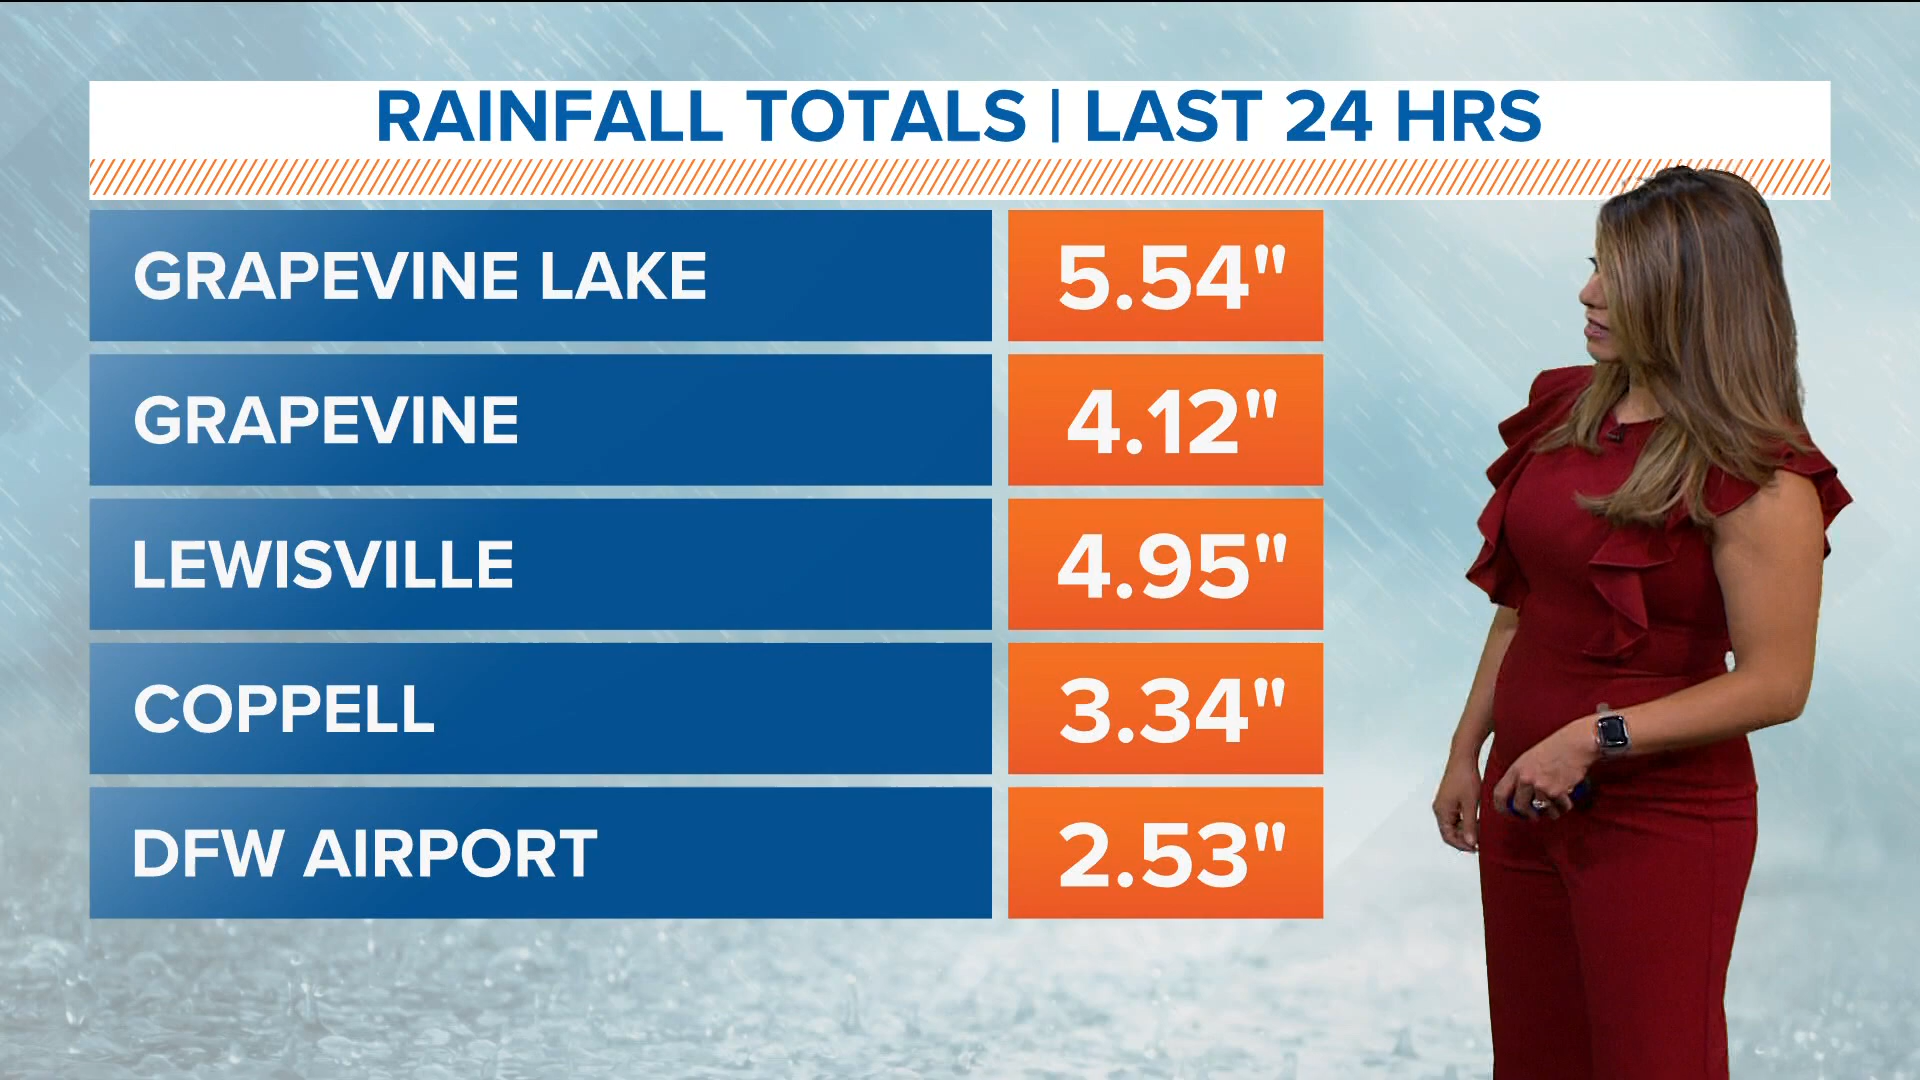 RAINFALL TOTALS | LAST 24 HRS
GRAPEVINE LAKE 5.54"
GRAPEVINE 4.12"
LEWISVILLE 4.95"
COPPELL 3.34"
DFW AIRPORT 2.53"